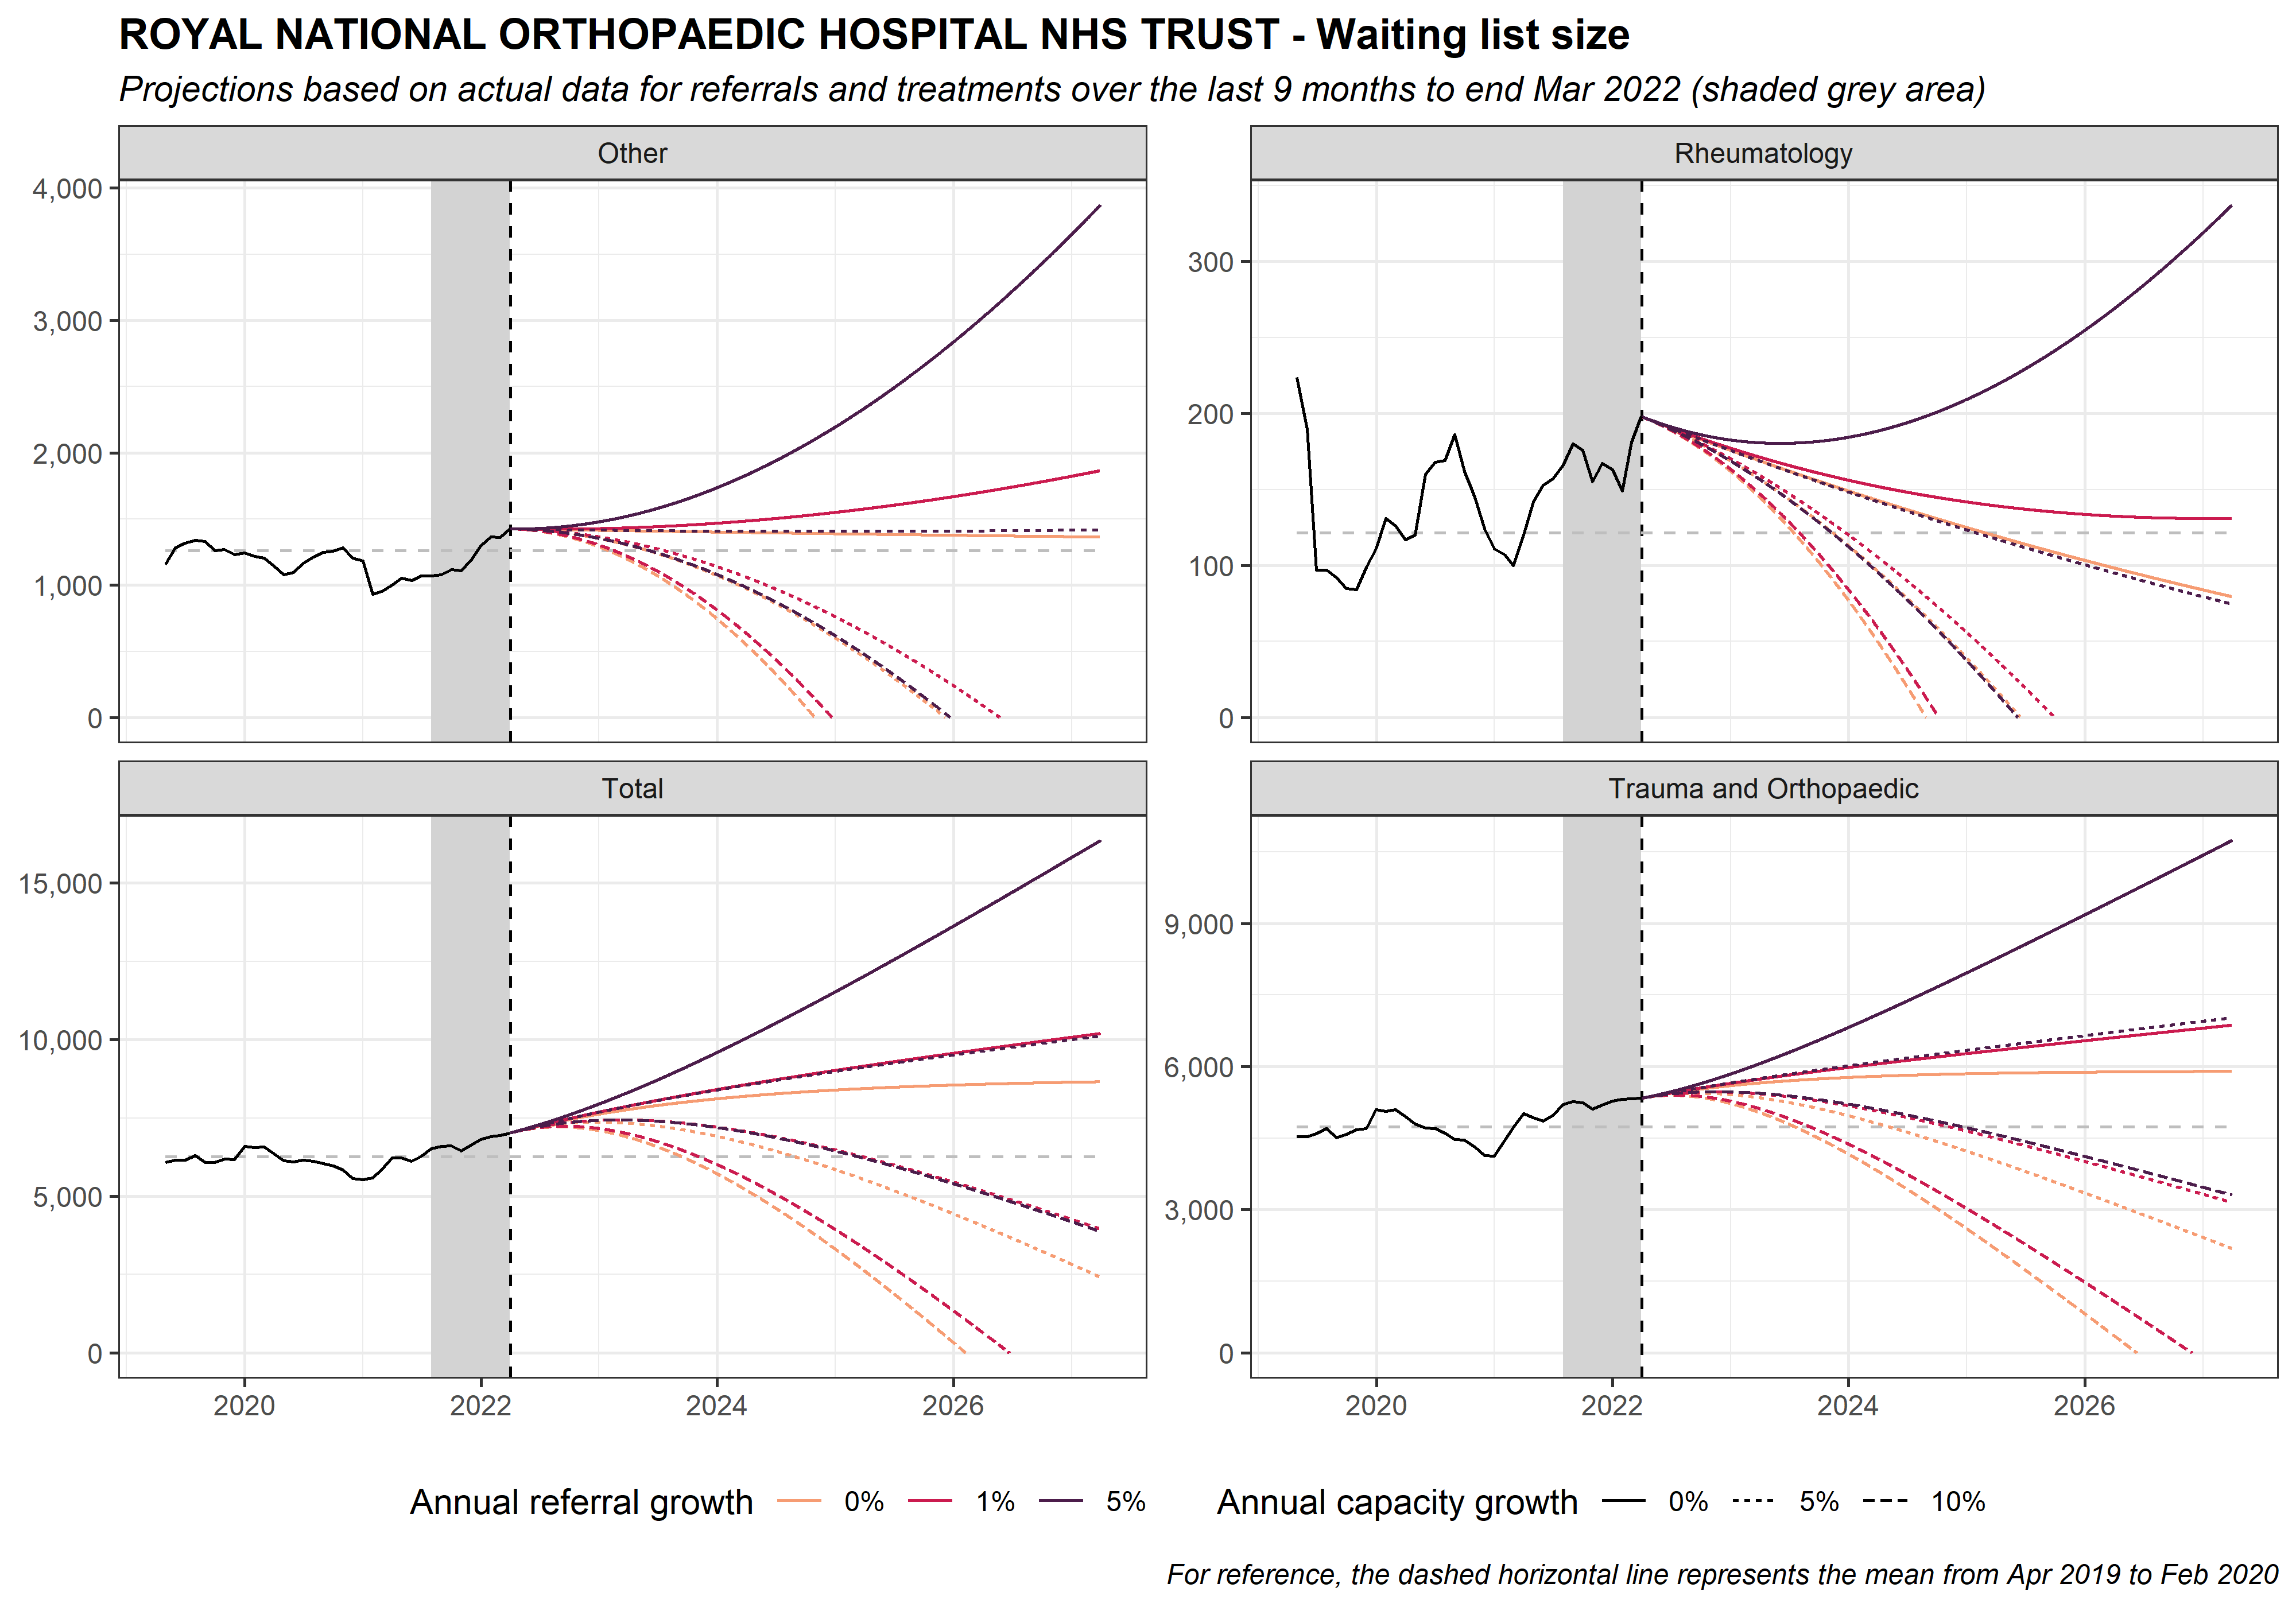 ROYAL NATIONAL ORTHOPAEDIC HOSPITAL NHS TRUST - Waiting list size
Projections based on actual data for referrals and treatments over the last 9 months to end Mar 2022 (shaded grey area)
Other
4,000
3,000
2,000
1,000
0
Rheumatology
300
200
100
0
Total
15,000
10,000
5,000
0
2020 2022 2024 2026
Trauma and Orthopaedic
9,000
6,000
3,000
0
2020 2022 2024 2026
Annual referral growth 0% 1% 5%
Annual capacity growth 0% 5% 10%
For reference, the dashed horizontal line represents the mean from Apr 2019 to Feb 2020